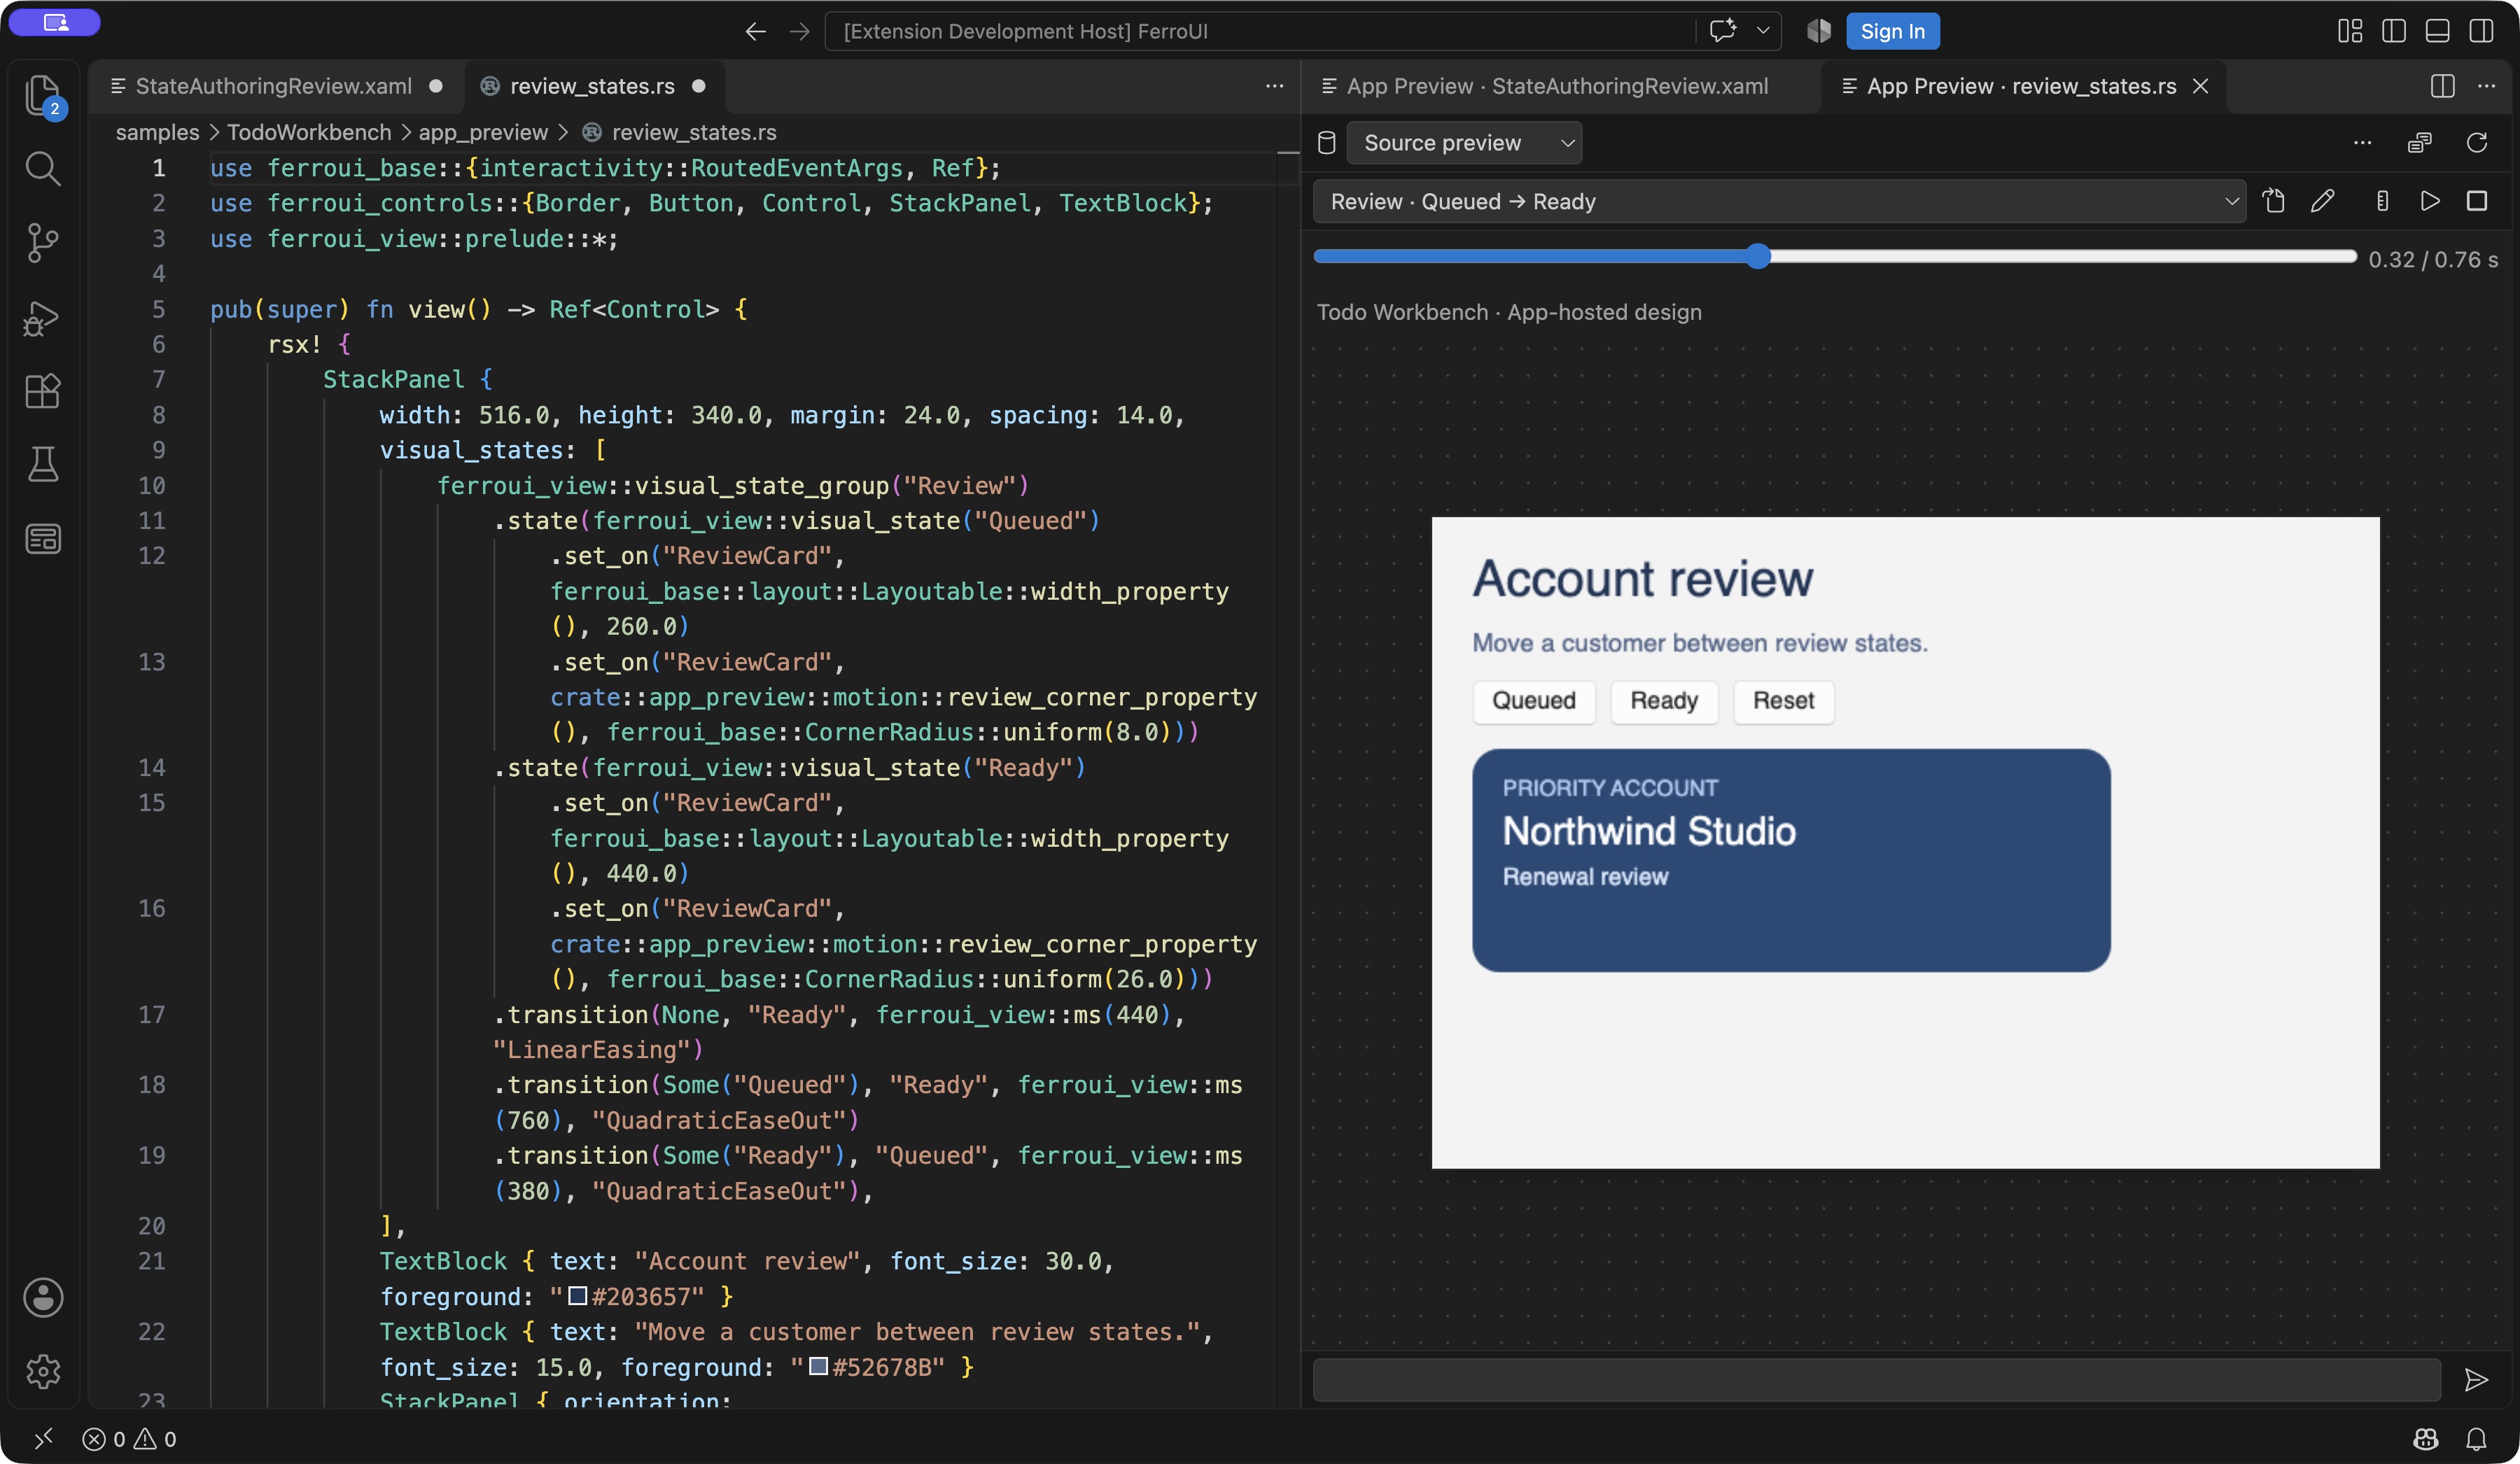 [Extension Development Host] FerroUI
Sign In
2
StateAuthoringReview.xaml
review_states.rs
samples > TodoWorkbench > app_preview > review_states.rs
1 use ferroui_base::{interactivity::RoutedEventArgs, Ref};
2 use ferroui_controls::{Border, Button, Control, StackPanel, TextBlock};
3 use ferroui_view::prelude::*;
4
5 pub(super) fn view() -> Ref<Control> {
6 rsx! {
7 StackPanel {
8 width: 516.0, height: 340.0, margin: 24.0, spacing: 14.0,
9 visual_states: [
10 ferroui_view::visual_state_group("Review")
11 .state(ferroui_view::visual_state("Queued")
12 .set_on("ReviewCard",
ferroui_base::layout::Layoutable::width_property
(), 260.0)
13 .set_on("ReviewCard",
crate::app_preview::motion::review_corner_property
(), ferroui_base::CornerRadius::uniform(8.0)))
14 .state(ferroui_view::visual_state("Ready")
15 .set_on("ReviewCard",
ferroui_base::layout::Layoutable::width_property
(), 440.0)
16 .set_on("ReviewCard",
crate::app_preview::motion::review_corner_property
(), ferroui_base::CornerRadius::uniform(26.0)))
17 .transition(None, "Ready", ferroui_view::ms(440),
"LinearEasing")
18 .transition(Some("Queued"), "Ready", ferroui_view::ms
(760), "QuadraticEaseOut")
19 .transition(Some("Ready"), "Queued", ferroui_view::ms
(380), "QuadraticEaseOut"),
20 ],
21 TextBlock { text: "Account review", font_size: 30.0,
foreground: "#203657" }
22 TextBlock { text: "Move a customer between review states.",
font_size: 15.0, foreground: "#52678B" }
23 StackPanel { orientation:
App Preview · StateAuthoringReview.xaml
App Preview · review_states.rs
Source preview
Review · Queued → Ready
0.32 / 0.76 s
Todo Workbench · App-hosted design
Account review
Move a customer between review states.
Queued
Ready
Reset
PRIORITY ACCOUNT
Northwind Studio
Renewal review
0 0